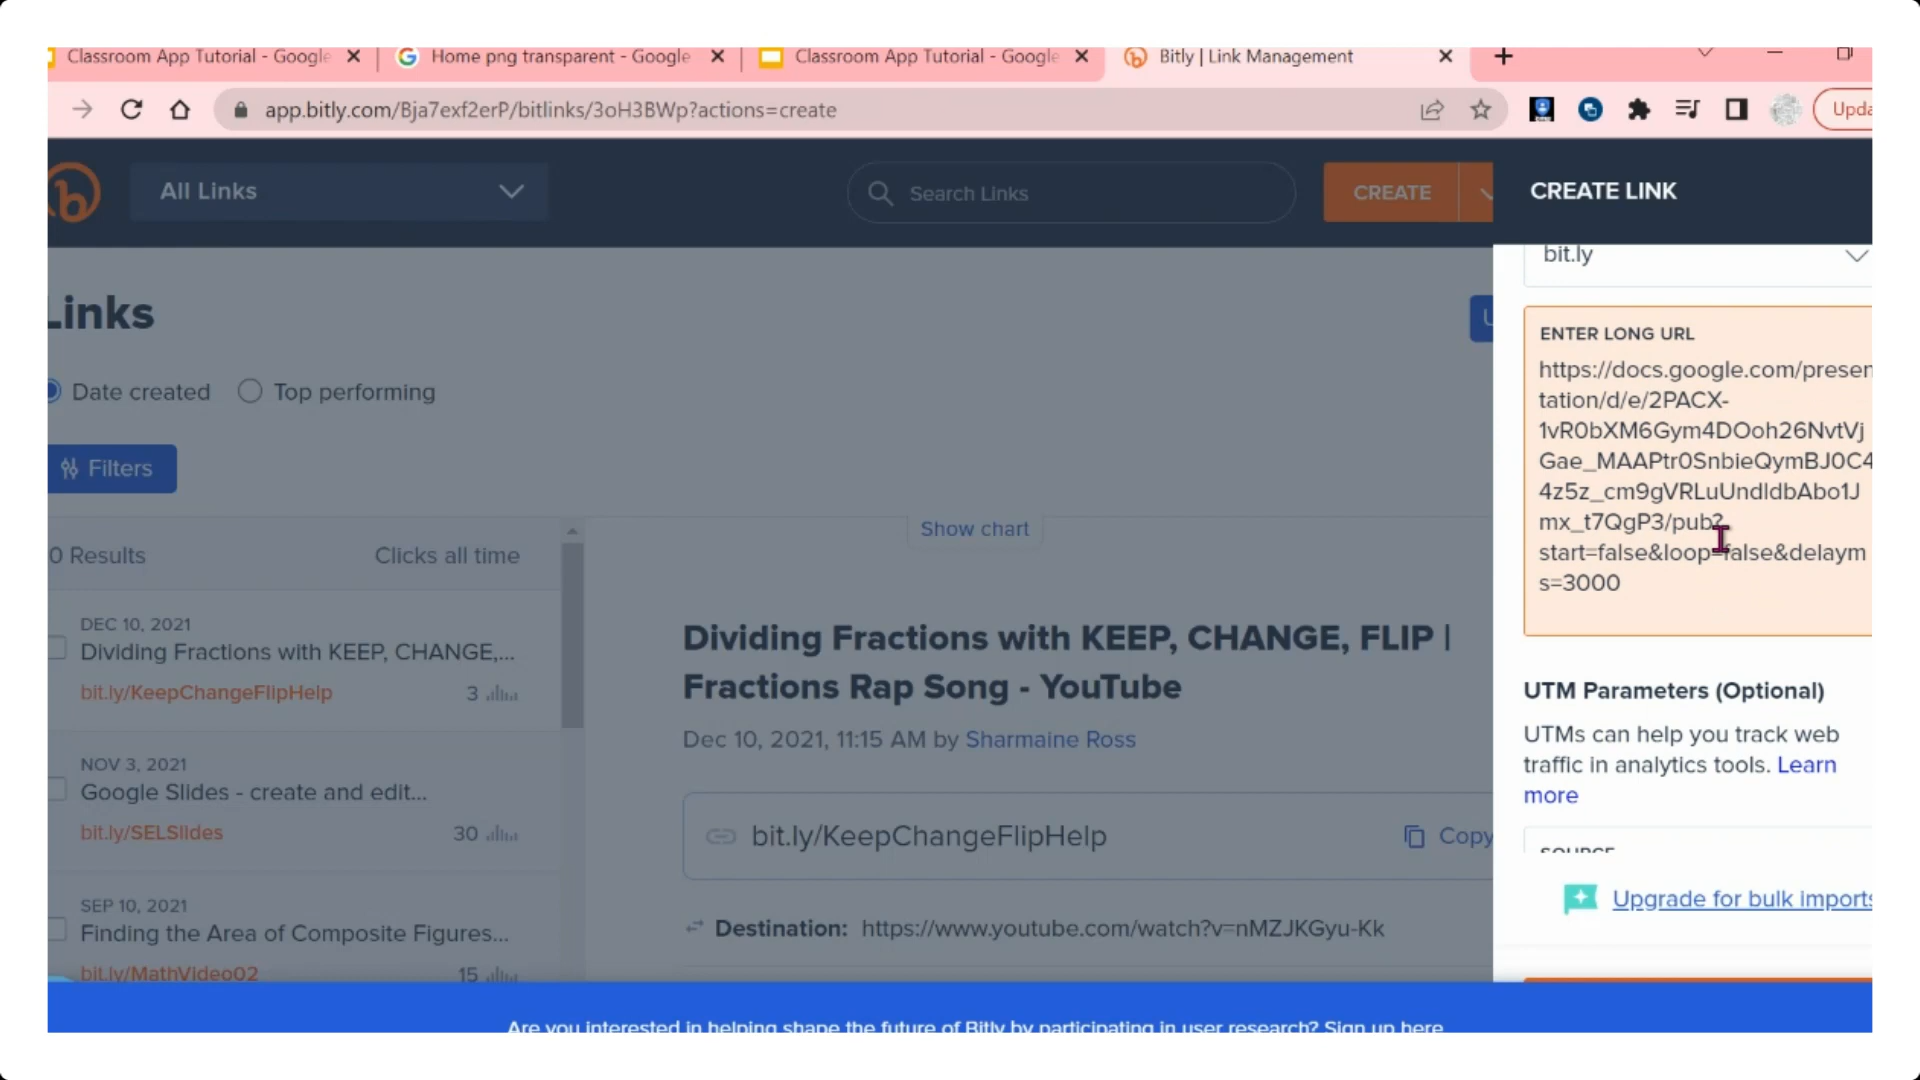 Classroom App Tutorial - Google
Home png transparent - Google
Classroom App Tutorial - Google
Bitly | Link Management
app.bitly.com/Bja7exf2erP/bitlinks/3oH3BWp?actions=create
Upda
All Links
Search Links
CREATE
CREATE LINK
bit.ly
Links
Date created
Top performing
Filters
Show chart
0 Results
Clicks all time
DEC 10, 2021
Dividing Fractions with KEEP, CHANGE,...
bit.ly/KeepChangeFlipHelp
3
NOV 3, 2021
Google Slides - create and edit...
bit.ly/SELSlides
30
SEP 10, 2021
Finding the Area of Composite Figures...
bit.ly/MathVideo02
15
Dividing Fractions with KEEP, CHANGE, FLIP |
Fractions Rap Song - YouTube
Dec 10, 2021, 11:15 AM by Sharmaine Ross
bit.ly/KeepChangeFlipHelp
Copy
Destination: https://www.youtube.com/watch?v=nMZJKGyu-Kk
ENTER LONG URL
https://docs.google.com/presen
tation/d/e/2PACX-
1vR0bXM6Gym4DOoh26NvtVj
Gae_MAAPtr0SnbieQymBJ0C4
4z5z_cm9gVRLuUndIdbAbo1J
mx_t7QgP3/pub?
start=false&loop=false&delaym
s=3000
UTM Parameters (Optional)
UTMs can help you track web
traffic in analytics tools. Learn
more
SOURCE
Upgrade for bulk imports
Are you interested in helping shape the future of Bitly by participating in user research? Sign up here